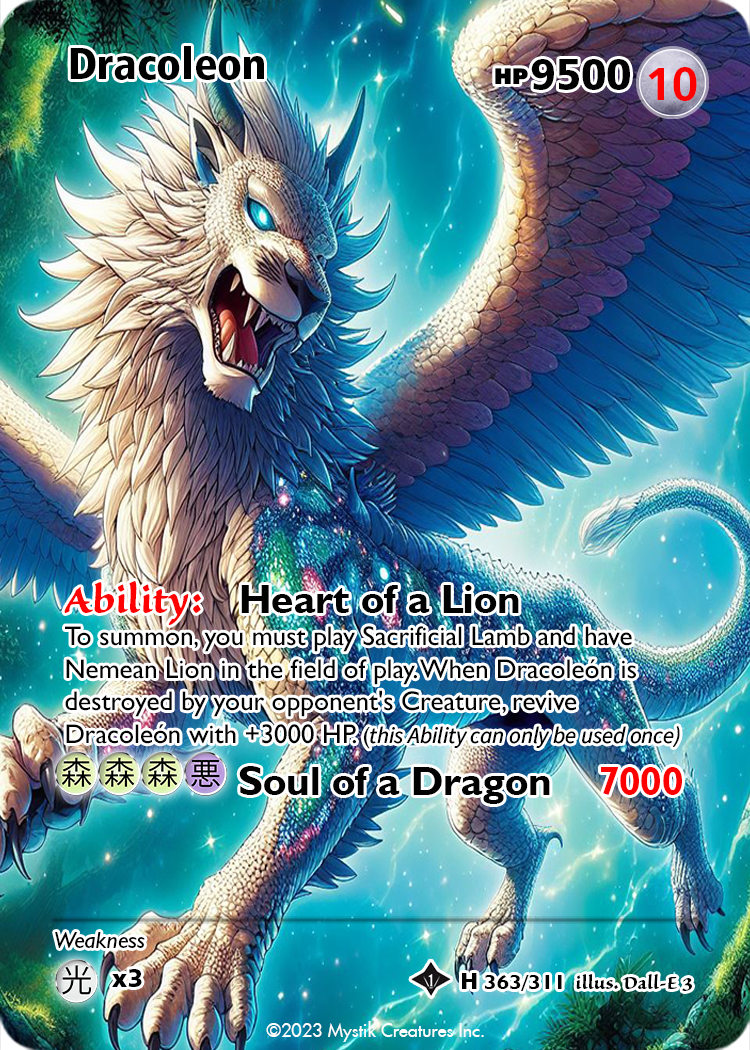 Dracoleon
HP9500 10
Ability: Heart of a Lion
To summon, you must play Sacrificial Lamb and have
Nemean Lion in the field of play. When Dracoleón is
destroyed by your opponent's Creature, revive
Dracoleón with +3000 HP. (this Ability can only be used once)
森 森 森 悪 Soul of a Dragon 7000
Weakness
光 x3
1 H 363/311 illus. Dall-E 3
©2023 Mystik Creatures Inc.